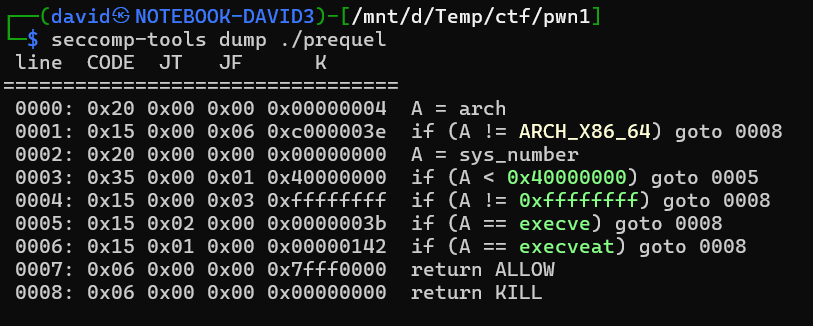 ┌──(david㉿NOTEBOOK-DAVID3)-[/mnt/d/Temp/ctf/pwn1]
└─$ seccomp-tools dump ./prequel
 line  CODE  JT   JF      K
=================================
 0000: 0x20 0x00 0x00 0x00000004  A = arch
 0001: 0x15 0x00 0x06 0xc000003e  if (A != ARCH_X86_64) goto 0008
 0002: 0x20 0x00 0x00 0x00000000  A = sys_number
 0003: 0x35 0x00 0x01 0x40000000  if (A < 0x40000000) goto 0005
 0004: 0x15 0x00 0x03 0xffffffff  if (A != 0xffffffff) goto 0008
 0005: 0x15 0x02 0x00 0x0000003b  if (A == execve) goto 0008
 0006: 0x15 0x01 0x00 0x00000142  if (A == execveat) goto 0008
 0007: 0x06 0x00 0x00 0x7fff0000  return ALLOW
 0008: 0x06 0x00 0x00 0x00000000  return KILL